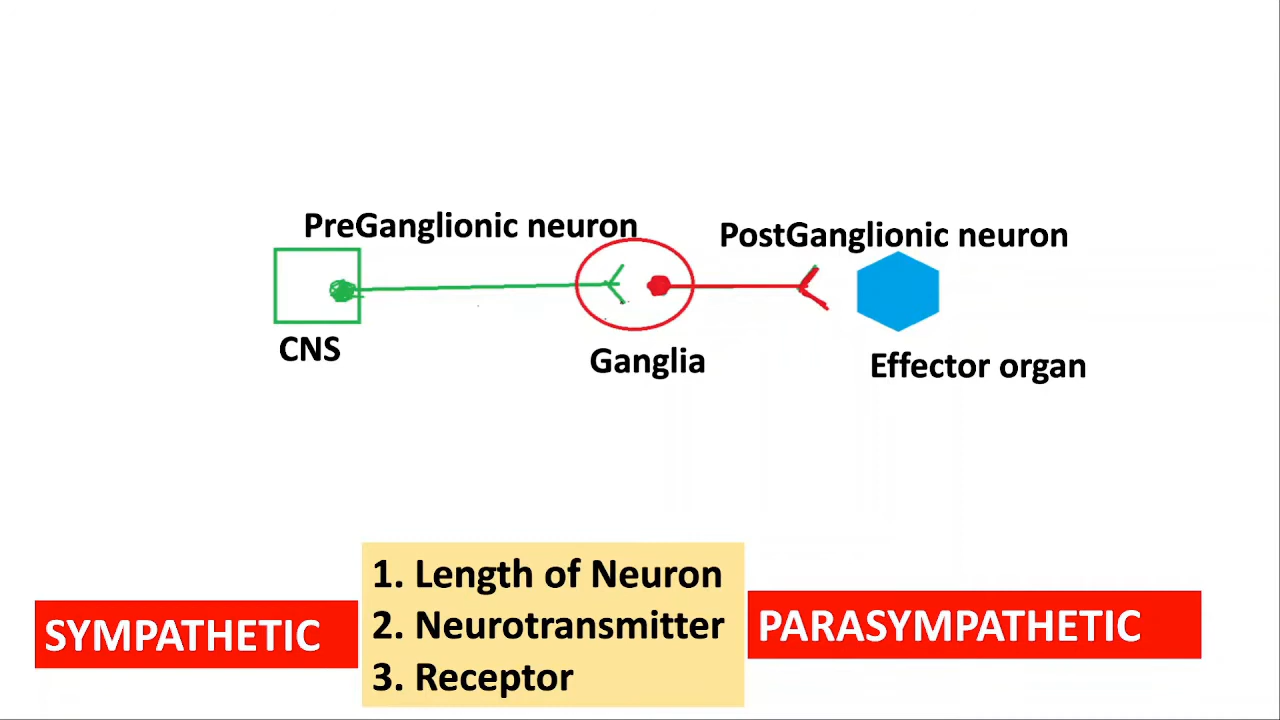 PreGanglionic neuron
PostGanglionic neuron
CNS
Ganglia
Effector organ
SYMPATHETIC
1. Length of Neuron
2. Neurotransmitter
3. Receptor
PARASYMPATHETIC